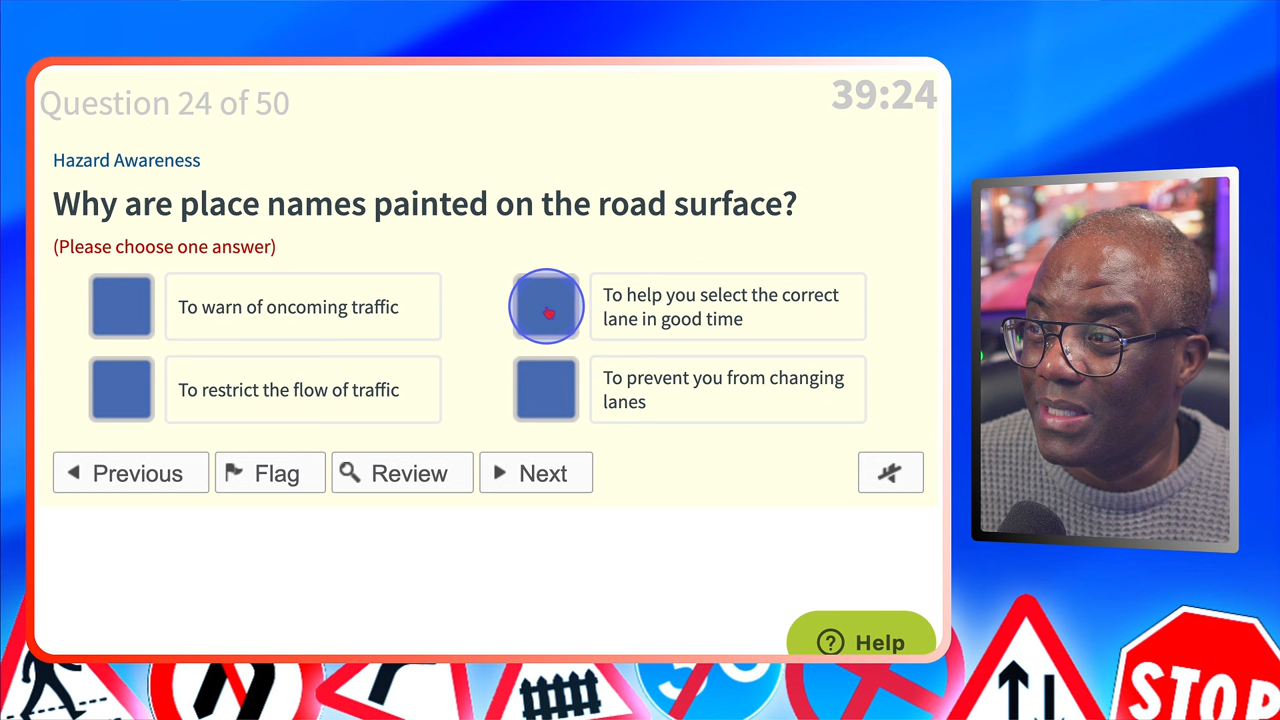 Question 24 of 50
39:24
Hazard Awareness
Why are place names painted on the road surface?
(Please choose one answer)
To warn of oncoming traffic
To help you select the correct
lane in good time
To restrict the flow of traffic
To prevent you from changing
lanes
Previous
Flag
Review
Next
Help
STOP